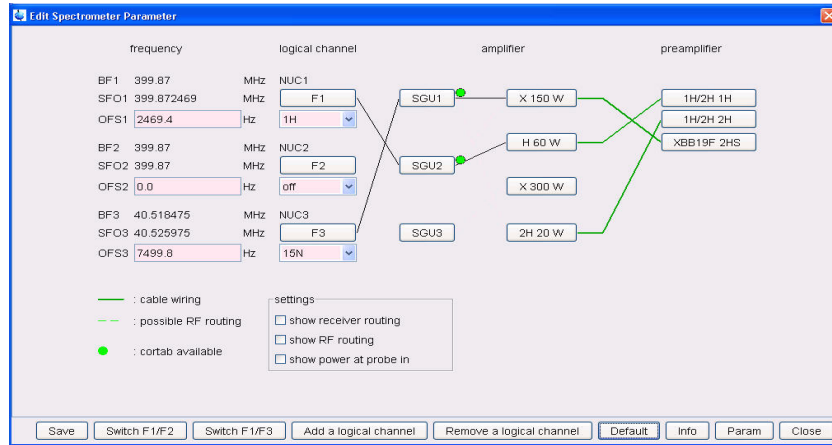 Edit Spectrometer Parameter
frequency logical channel amplifier preamplifier
BF1 399.87 MHz NUC1
SFO1 399.872469 MHz F1 SGU1 X 150 W 1H/2H 1H
OFS1 2469.4 Hz 1H 1H/2H 2H
BF2 399.87 MHz NUC2 H 60 W XBB19F 2HS
SFO2 399.87 MHz F2 SGU2
OFS2 0.0 Hz off X 300 W
BF3 40.518475 MHz NUC3
SFO3 40.525975 MHz F3 SGU3 2H 20 W
OFS3 7499.8 Hz 15N
: cable wiring settings
: possible RF routing show receiver routing
show RF routing
: cortab available show power at probe in
Save Switch F1/F2 Switch F1/F3 Add a logical channel Remove a logical channel Default Info Param Close